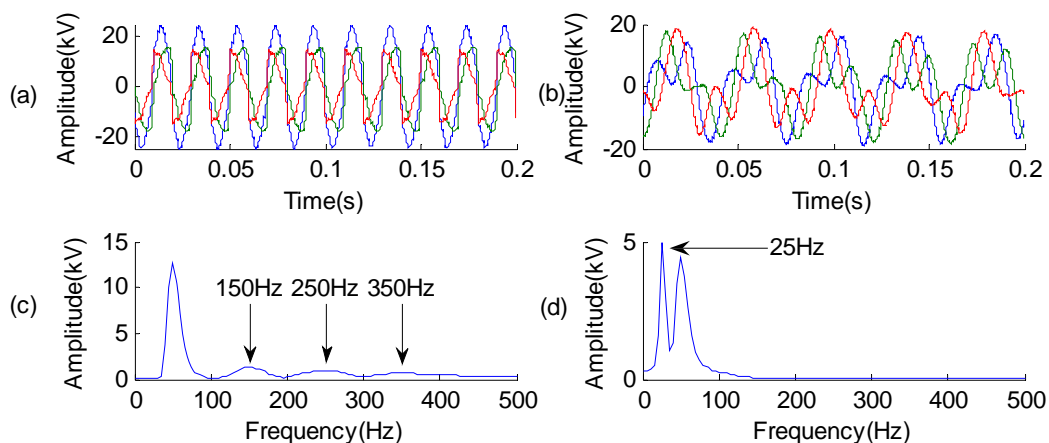 (a)
Amplitude(kV)
20
0
-20
0 0.05 0.1 0.15 0.2
Time(s)
(b)
Amplitude(kV)
20
0
-20
0 0.05 0.1 0.15 0.2
Time(s)
(c)
Amplitude(kV)
15
10
5
0
150Hz 250Hz 350Hz
0 100 200 300 400 500
Frequency(Hz)
(d)
Amplitude(kV)
5
0
25Hz
0 100 200 300 400 500
Frequency(Hz)